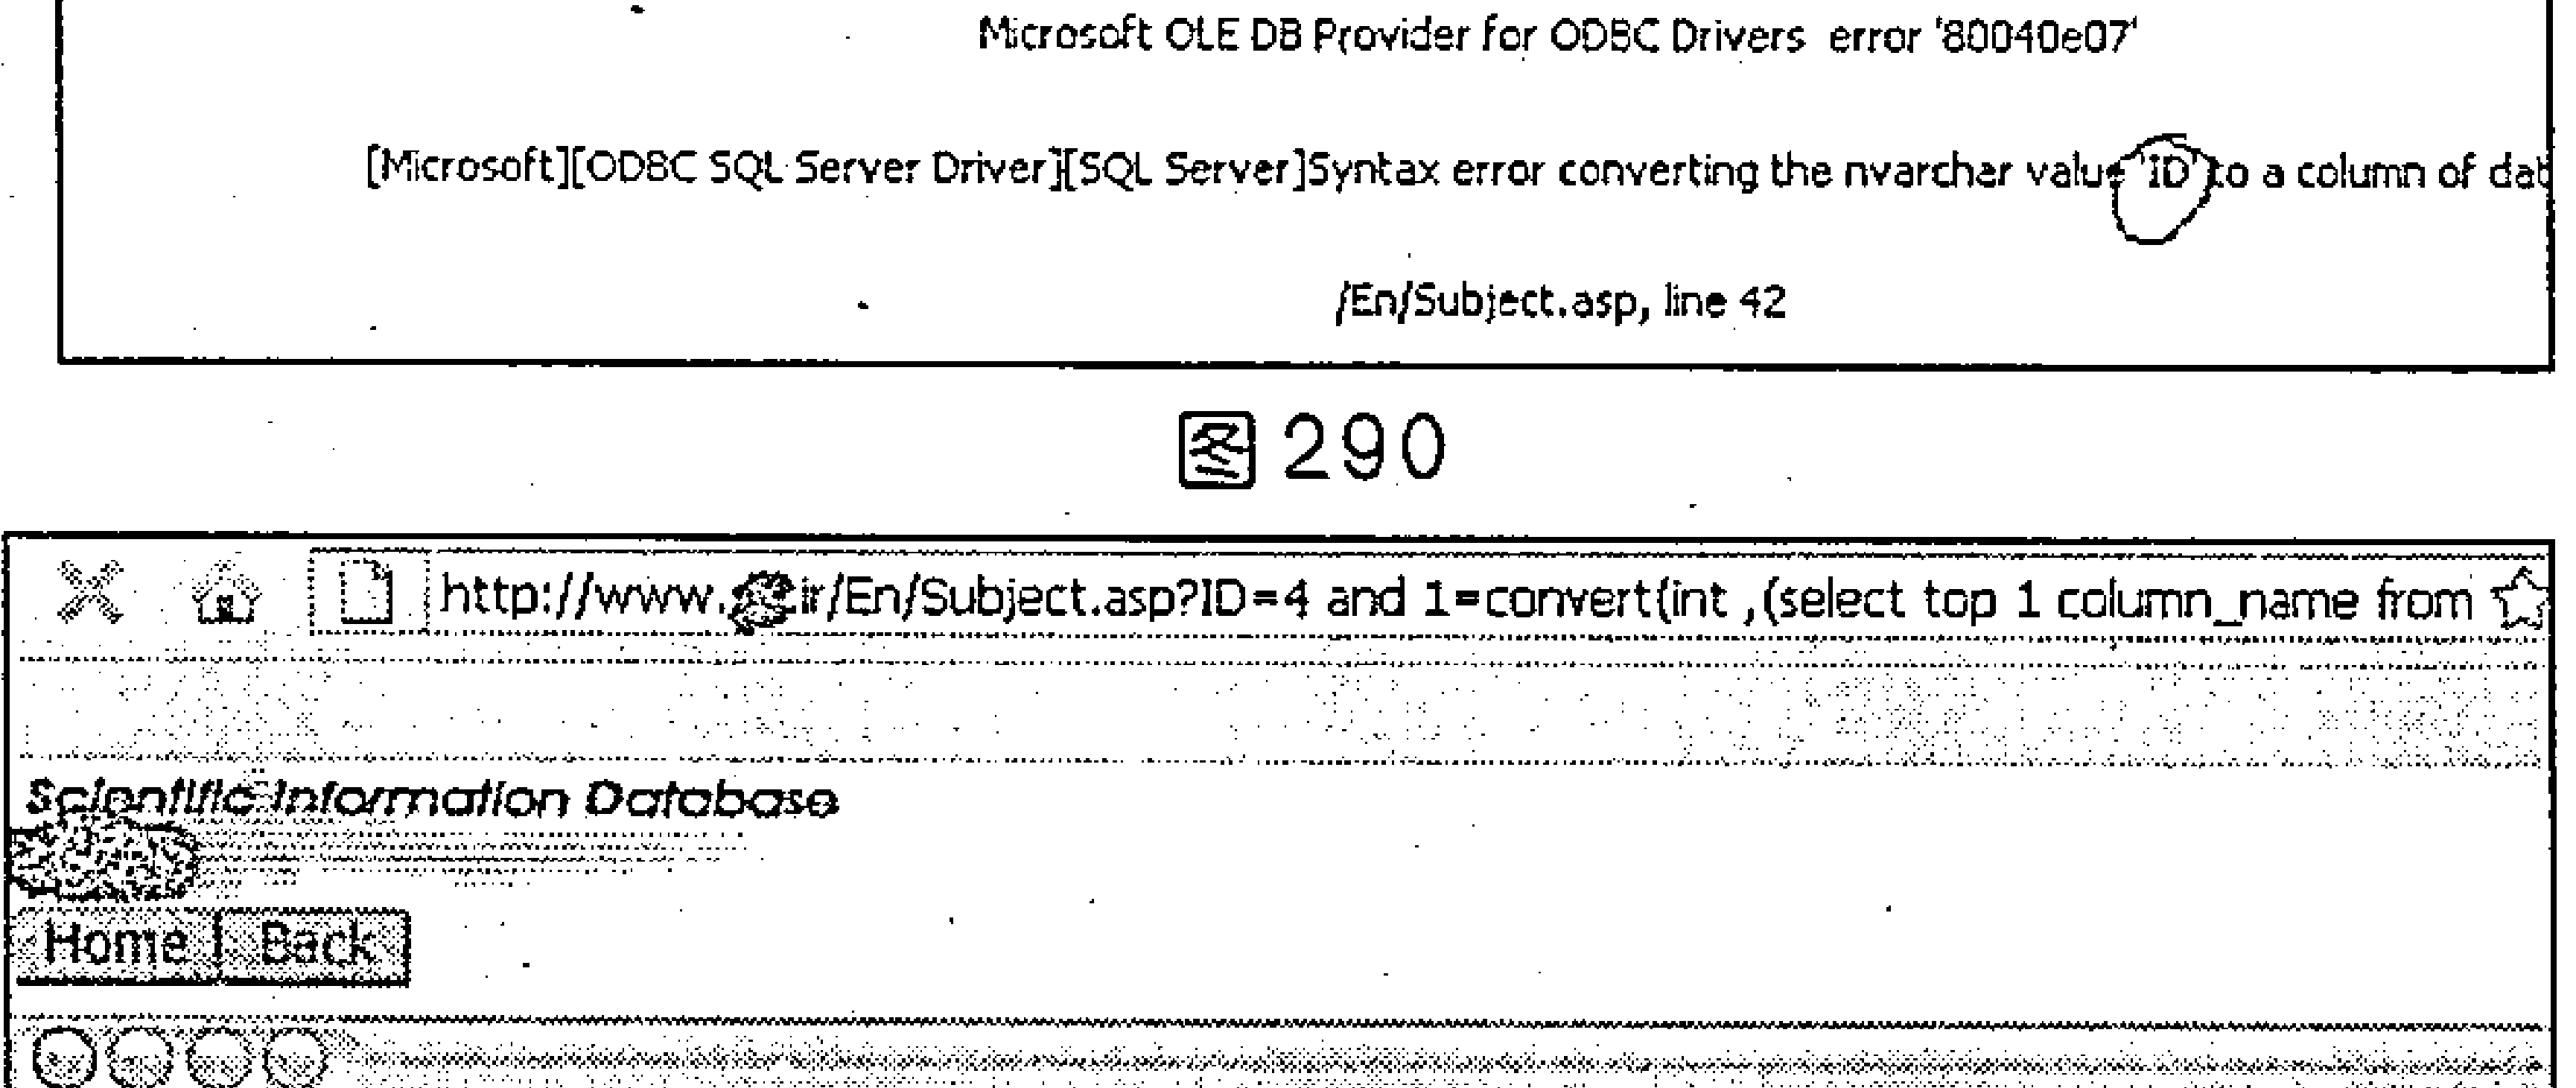 Microsoft OLE DB Provider for ODBC Drivers error '80040e07'
[Microsoft][ODBC SQL Server Driver][SQL Server]Syntax error converting the nvarchar value 'ID' to a column of dat
/En/Subject.asp, line 42
图 290
http://www. ir/En/Subject.asp?ID=4 and 1=convert(int ,(select top 1 column_name from
Scientific Information Database
Home Back